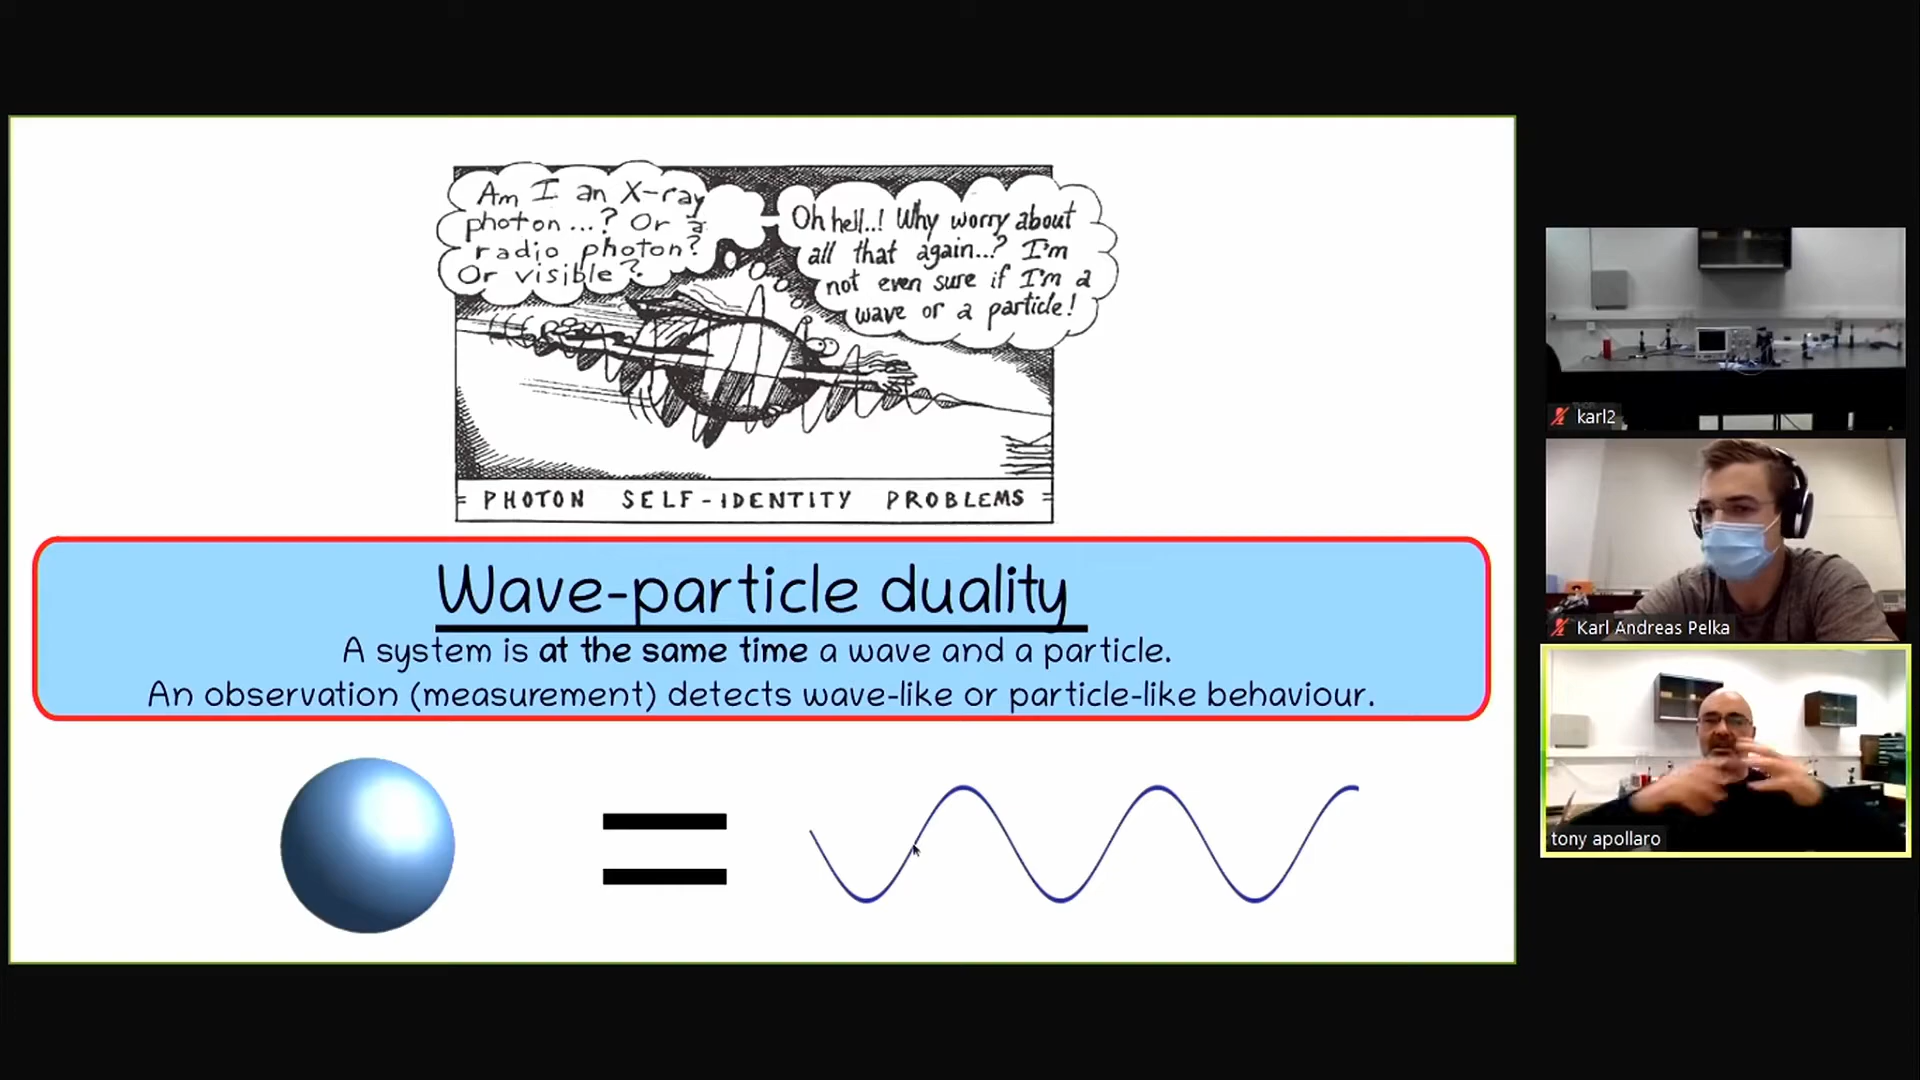 Am I an X-ray
photon...? Or a
radio photon?
Or visible?
Oh hell..! Why worry about
all that again...? I'm
not even sure if I'm a
wave or a particle!
= PHOTON SELF-IDENTITY PROBLEMS =
Wave-particle duality
A system is at the same time a wave and a particle.
An observation (measurement) detects wave-like or particle-like behaviour.
karl2
Karl Andreas Pelka
tony apollaro